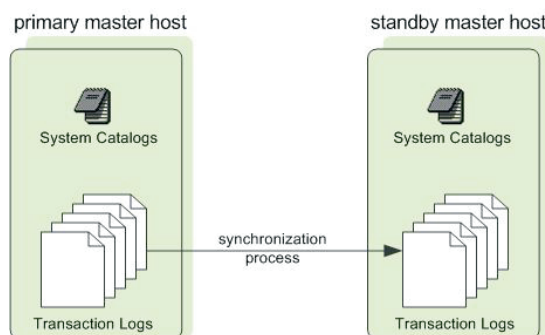 primary master host
standby master host
System Catalogs
System Catalogs
synchronization
process
Transaction Logs
Transaction Logs